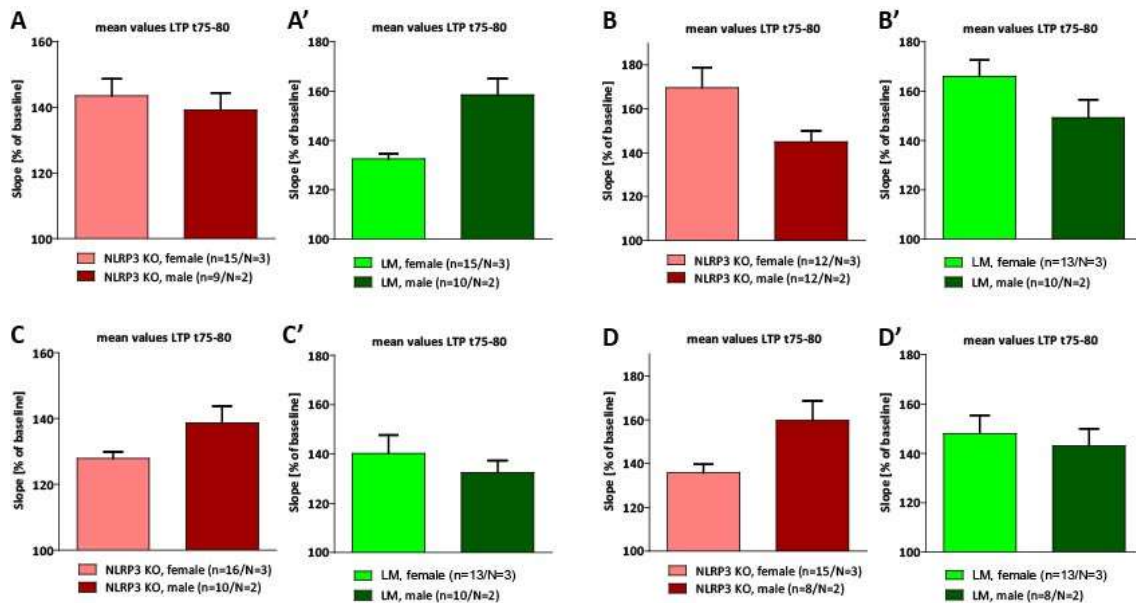 A
mean values LTP t75-80
160
140
120
100
Slope [% of baseline]
NLRP3 KO, female (n=15/N=3)
NLRP3 KO, male (n=9/N=2)
A'
mean values LTP t75-80
180
160
140
120
100
Slope [% of baseline]
LM, female (n=15/N=3)
LM, male (n=10/N=2)
B
mean values LTP t75-80
180
160
140
120
100
Slope [% of baseline]
NLRP3 KO, female (n=12/N=3)
NLRP3 KO, male (n=12/N=2)
B'
mean values LTP t75-80
180
160
140
120
100
Slope [% of baseline]
LM, female (n=13/N=3)
LM, male (n=10/N=2)
C
mean values LTP t75-80
160
140
120
100
Slope [% of baseline]
NLRP3 KO, female (n=16/N=3)
NLRP3 KO, male (n=10/N=2)
C'
mean values LTP t75-80
180
160
140
120
100
Slope [% of baseline]
LM, female (n=13/N=3)
LM, male (n=10/N=2)
D
mean values LTP t75-80
180
160
140
120
100
Slope [% of baseline]
NLRP3 KO, female (n=15/N=3)
NLRP3 KO, male (n=8/N=2)
D'
mean values LTP t75-80
180
160
140
120
100
Slope [% of baseline]
LM, female (n=13/N=3)
LM, male (n=8/N=2)